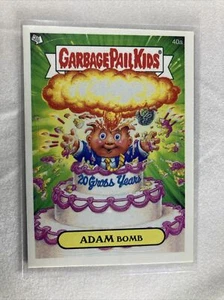 40a
GARBAGE PAIL KIDS
20 Gross Years
ADAM BOMB